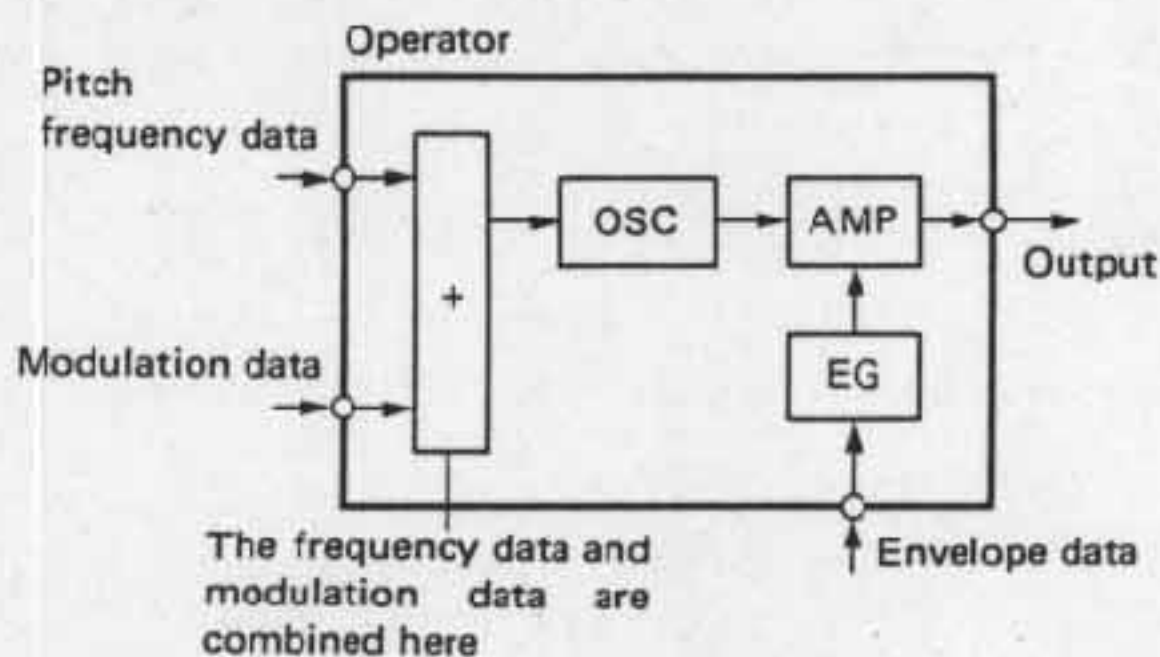 Operator
Pitch
frequency data
OSC
AMP
Output
+
Modulation data
EG
The frequency data and
modulation data are
combined here
Envelope data